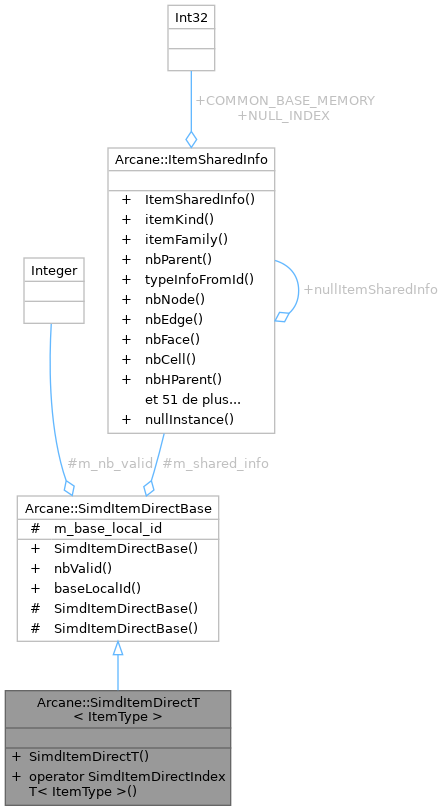 Int32
+COMMON_BASE_MEMORY
+NULL_INDEX
Arcane::ItemSharedInfo
+ ItemSharedInfo()
+ itemKind()
+ itemFamily()
+ nbParent()
+ typeInfoFromId()
+ nbNode()
+ nbEdge()
+ nbFace()
+ nbCell()
+ nbHParent()
et 51 de plus...
+ nullInstance()
+nullItemSharedInfo
Integer
#m_nb_valid
#m_shared_info
Arcane::SimdItemDirectBase
# m_base_local_id
+ SimdItemDirectBase()
+ nbValid()
+ baseLocalId()
# SimdItemDirectBase()
# SimdItemDirectBase()
Arcane::SimdItemDirectT
< ItemType >
+ SimdItemDirectT()
+ operator SimdItemDirectIndex
T< ItemType >()